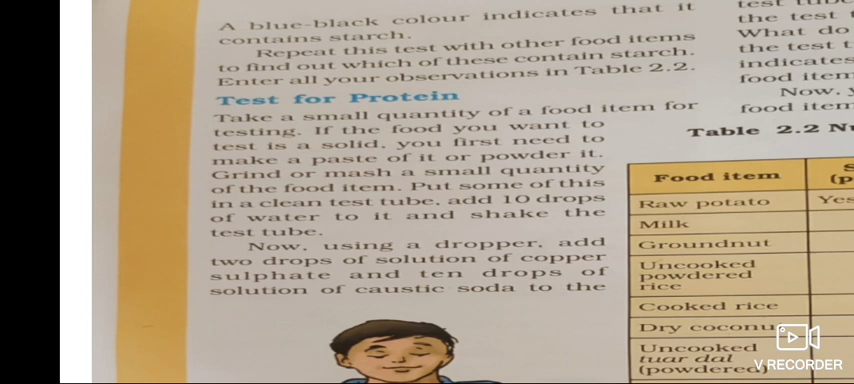 A blue-black colour indicates that it
contains starch.
Repeat this test with other food items
to find out which of these contain starch.
Enter all your observations in Table 2.2.
Test for Protein
Take a small quantity of a food item for
testing. If the food you want to
test is a solid, you first need to
make a paste of it or powder it.
Grind or mash a small quantity
of the food item. Put some of this
in a clean test tube, add 10 drops
of water to it and shake the
test tube.
Now, using a dropper, add
two drops of solution of copper
sulphate and ten drops of
solution of caustic soda to the
the test
What do
the test t
indicates
food item
Now,
food item
Table 2.2 Nu
Food item
Raw potato Yes
Milk
Groundnut
Uncooked
powdered
rice
Cooked rice
Dry coconu
Uncooked
tuar dal
(powdered)
V RECORDER